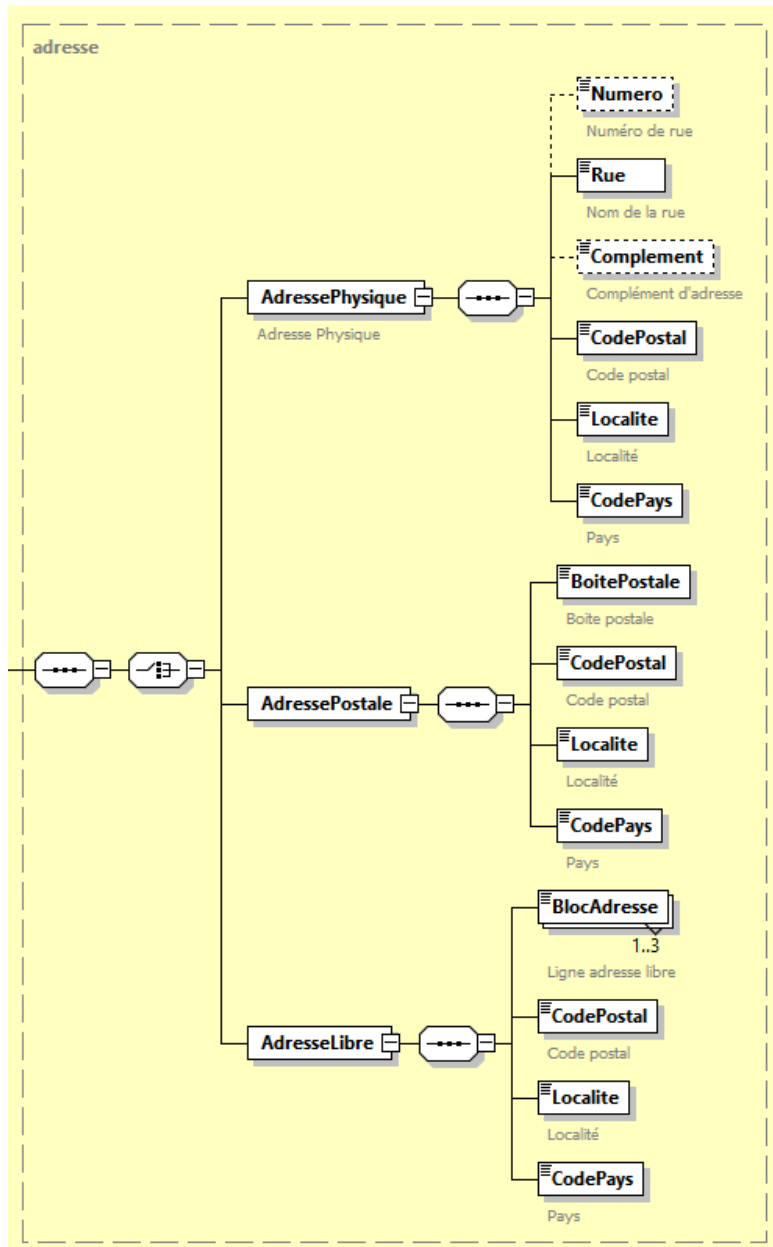 adresse
Numero
Numéro de rue
Rue
Nom de la rue
Complement
Complément d'adresse
AdressePhysique
Adresse Physique
CodePostal
Code postal
Localite
Localité
CodePays
Pays
BoitePostale
Boite postale
CodePostal
Code postal
AdressePostale
Localite
Localité
CodePays
Pays
BlocAdresse
1..3
Ligne adresse libre
CodePostal
Code postal
AdresseLibre
Localite
Localité
CodePays
Pays